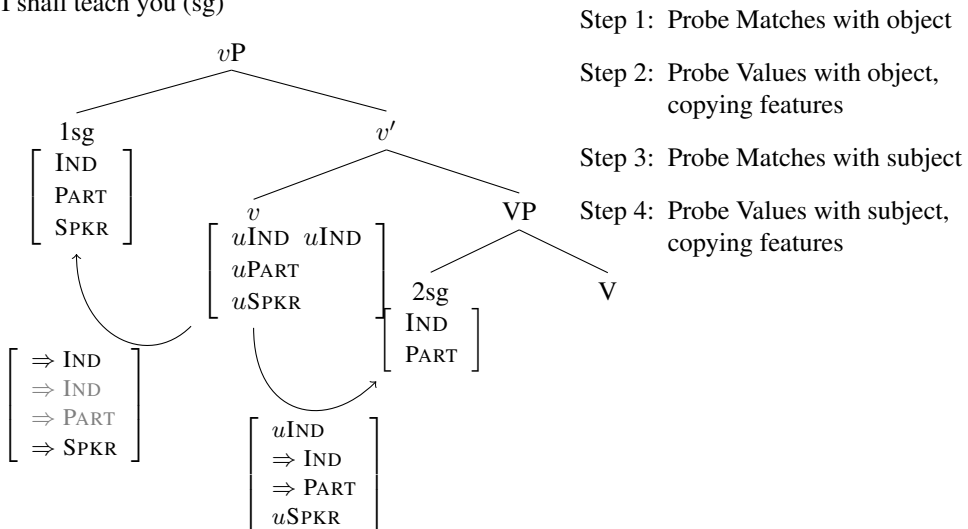 I shall teach you (sg)
Step 1: Probe Matches with object
Step 2: Probe Values with object,
copying features
Step 3: Probe Matches with subject
Step 4: Probe Values with subject,
copying features
vP
1sg
IND
PART
SPKR
v′
v
uIND uIND
uPART
uSPKR
VP
2sg
IND
PART
V
⇒ IND
⇒ IND
⇒ PART
⇒ SPKR
uIND
⇒ IND
⇒ PART
uSPKR